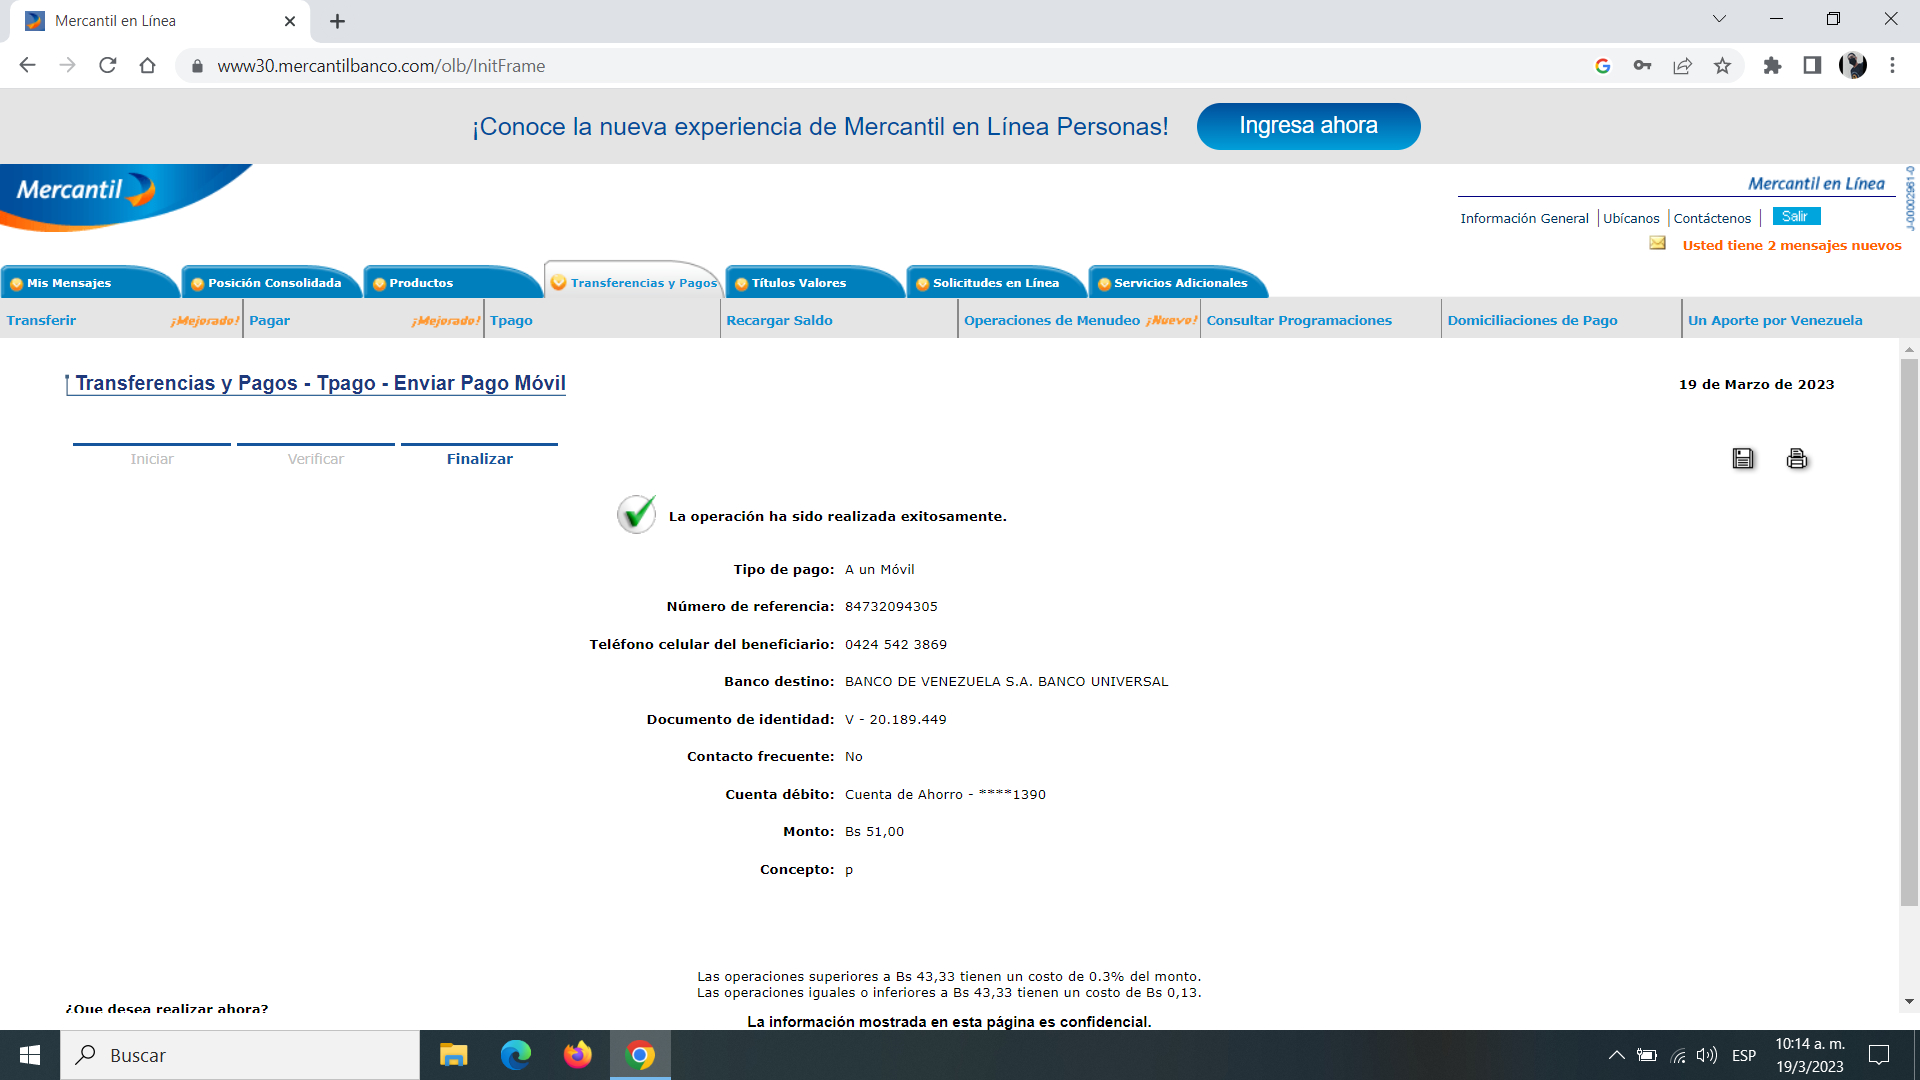 Mercantil en Línea
www30.mercantilbanco.com/olb/InitFrame
¡Conoce la nueva experiencia de Mercantil en Línea Personas! Ingresa ahora
Mercantil
Mercantil en Línea
J-00002961-0
Información General Ubícanos Contáctenos Salir
Usted tiene 2 mensajes nuevos
Mis Mensajes Posición Consolidada Productos Transferencias y Pagos Títulos Valores Solicitudes en Línea Servicios Adicionales
Transferir ¡Mejorado! Pagar ¡Mejorado! Tpago Recargar Saldo Operaciones de Menudeo ¡Nuevo! Consultar Programaciones Domiciliaciones de Pago Un Aporte por Venezuela
Transferencias y Pagos - Tpago - Enviar Pago Móvil
19 de Marzo de 2023
Iniciar Verificar Finalizar
La operación ha sido realizada exitosamente.
Tipo de pago: A un Móvil
Número de referencia: 84732094305
Teléfono celular del beneficiario: 0424 542 3869
Banco destino: BANCO DE VENEZUELA S.A. BANCO UNIVERSAL
Documento de identidad: V - 20.189.449
Contacto frecuente: No
Cuenta débito: Cuenta de Ahorro - ****1390
Monto: Bs 51,00
Concepto: p
Las operaciones superiores a Bs 43,33 tienen un costo de 0.3% del monto.
Las operaciones iguales o inferiores a Bs 43,33 tienen un costo de Bs 0,13.
¿Que desea realizar ahora?
La información mostrada en esta página es confidencial.
Buscar
ESP
10:14 a. m.
19/3/2023